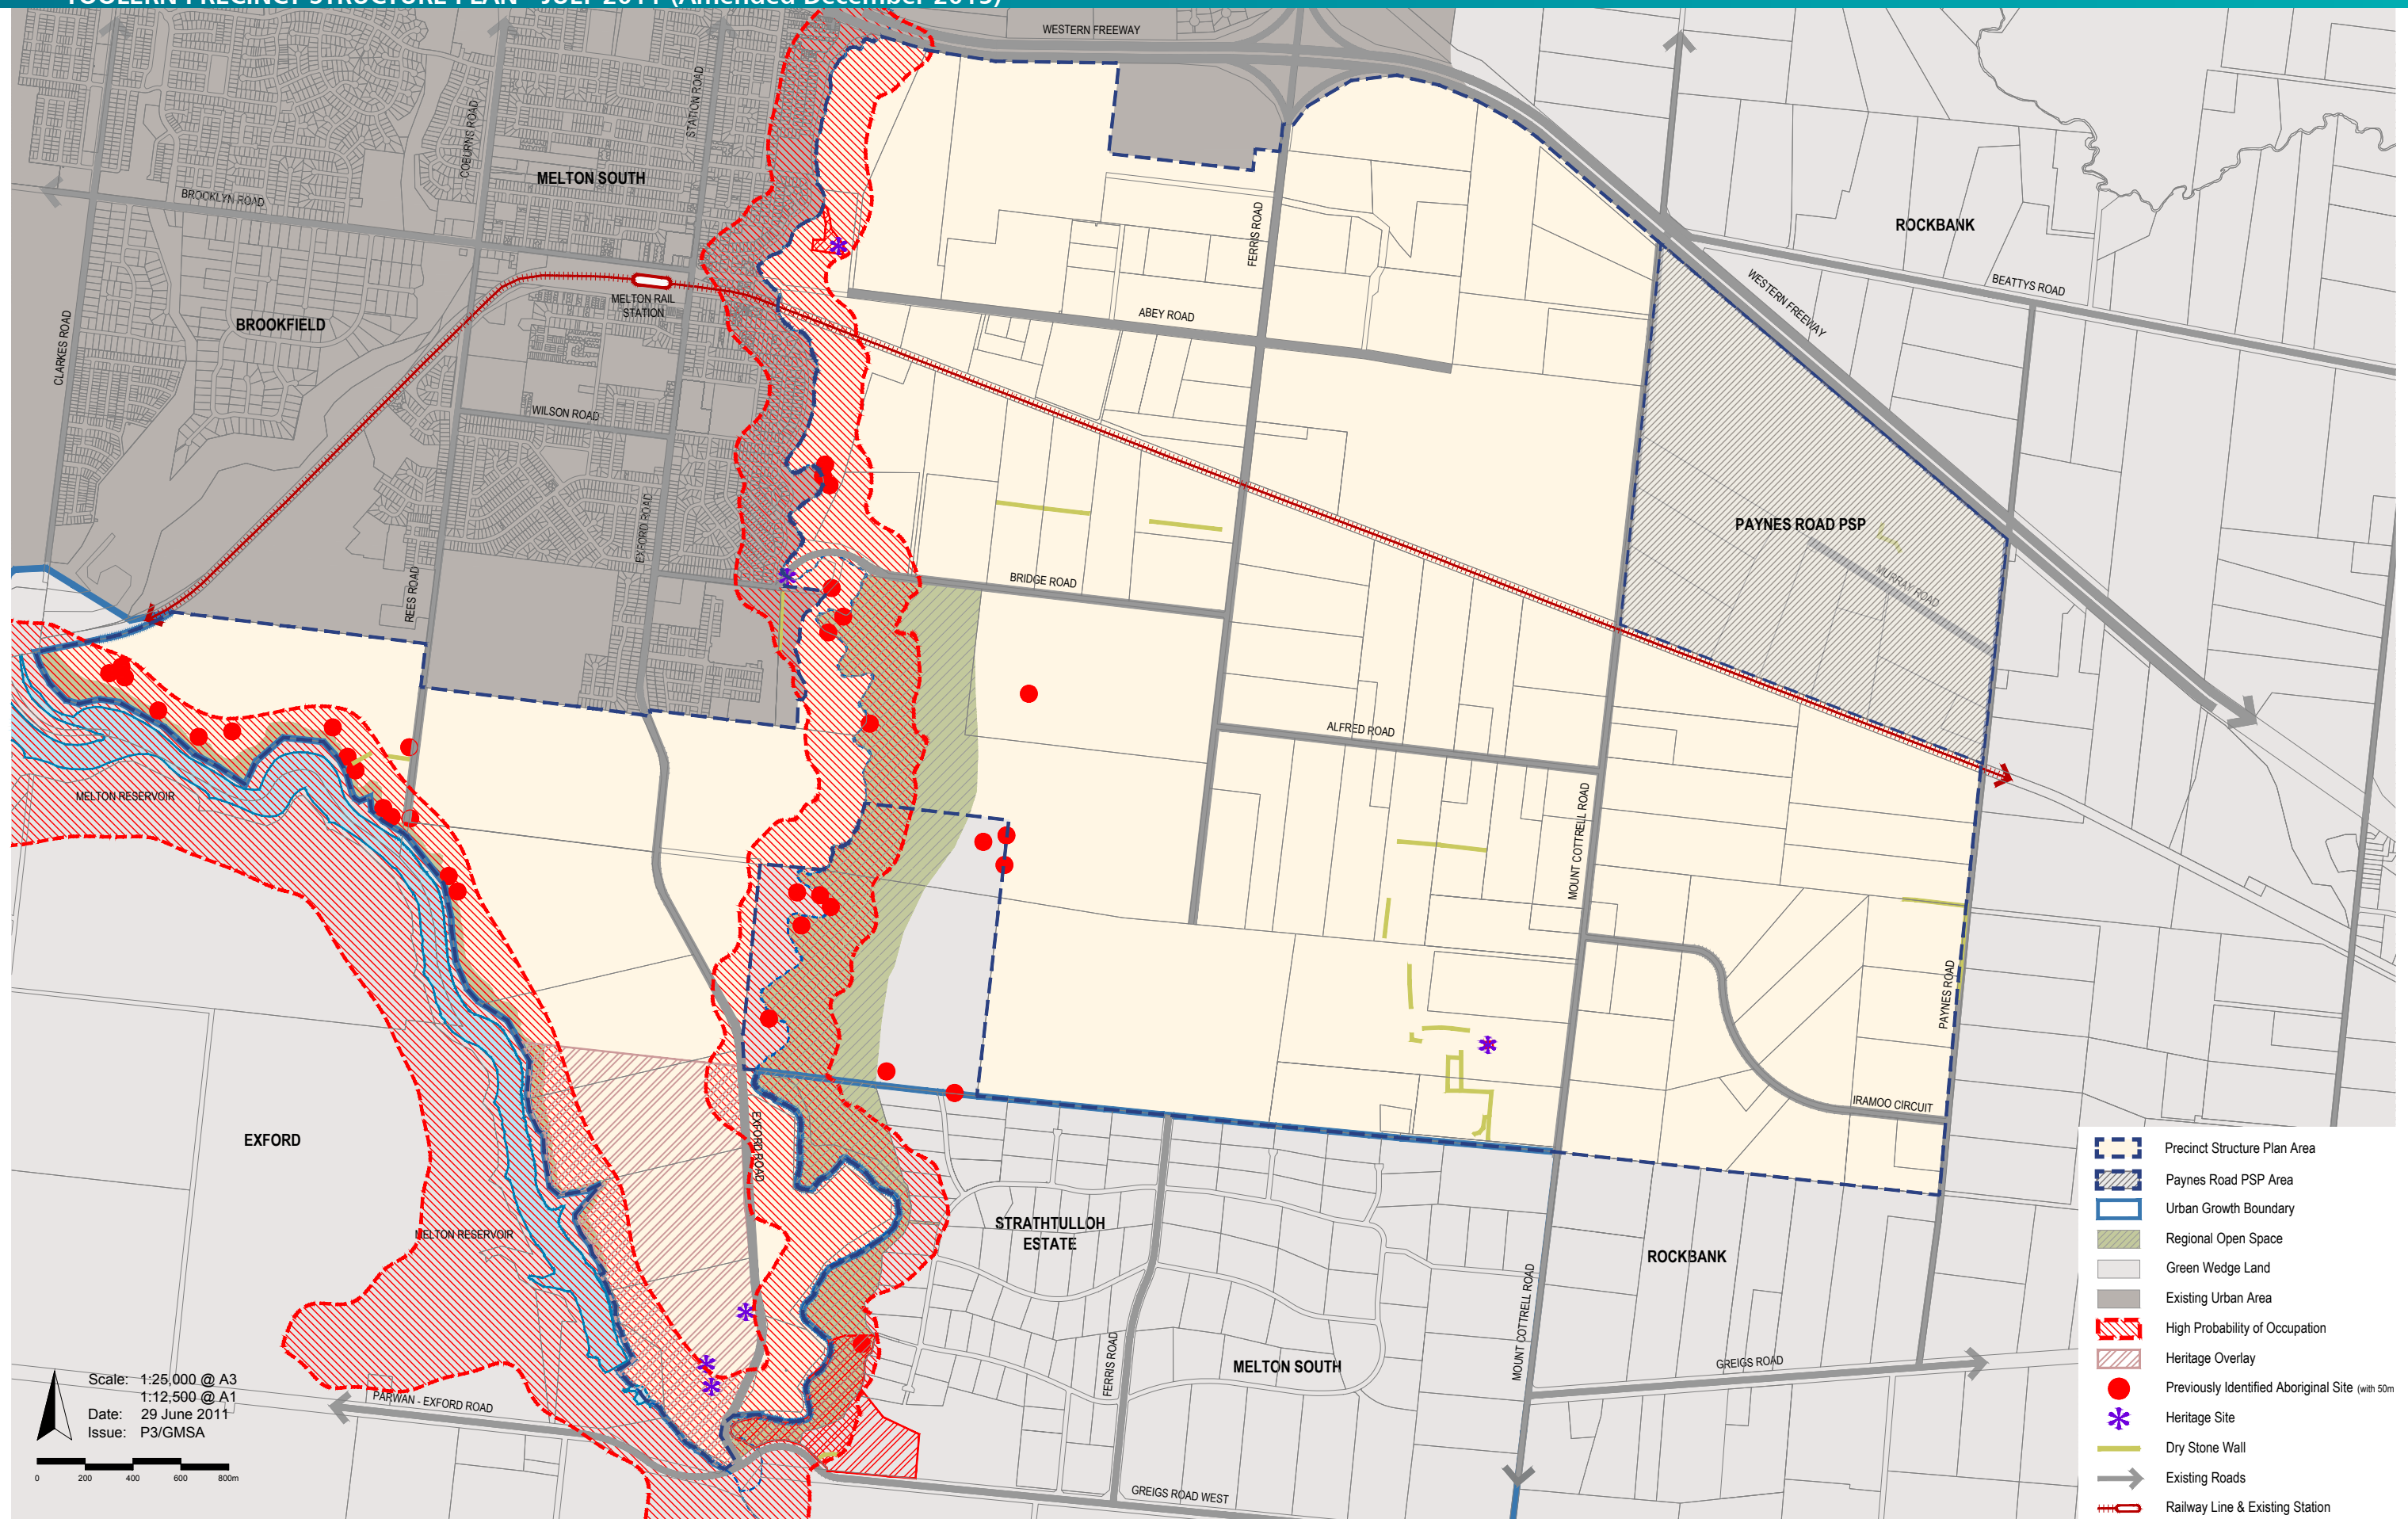 TOOLERN PRECINCT STRUCTURE PLAN - JULY 2011 (Amended December 2015)
WESTERN FREEWAY
STATION ROAD
COBURNS ROAD
MELTON SOUTH
BROOKLYN ROAD
FERRIS ROAD
ROCKBANK
BEATTYS ROAD
WESTERN FREEWAY
MELTON RAIL
STATION
ABEY ROAD
BROOKFIELD
CLARKES ROAD
WILSON ROAD
EXFORD ROAD
PAYNES ROAD PSP
MURRAY ROAD
BRIDGE ROAD
REES ROAD
ALFRED ROAD
MELTON RESERVOIR
MOUNT COTTRELL ROAD
PAYNES ROAD
IRAMOO CIRCUIT
EXFORD
EXFORD ROAD
MELTON RESERVOIR
STRATHTULLOH
ESTATE
ROCKBANK
MOUNT COTTRELL ROAD
FERRIS ROAD
MELTON SOUTH
GREIGS ROAD
PARWAN - EXFORD ROAD
GREIGS ROAD WEST
Scale: 1:25,000 @ A3
1:12,500 @ A1
Date: 29 June 2011
Issue: P3/GMSA
0 200 400 600 800m
Precinct Structure Plan Area
Paynes Road PSP Area
Urban Growth Boundary
Regional Open Space
Green Wedge Land
Existing Urban Area
High Probability of Occupation
Heritage Overlay
Previously Identified Aboriginal Site (with 50m
Heritage Site
Dry Stone Wall
Existing Roads
Railway Line & Existing Station